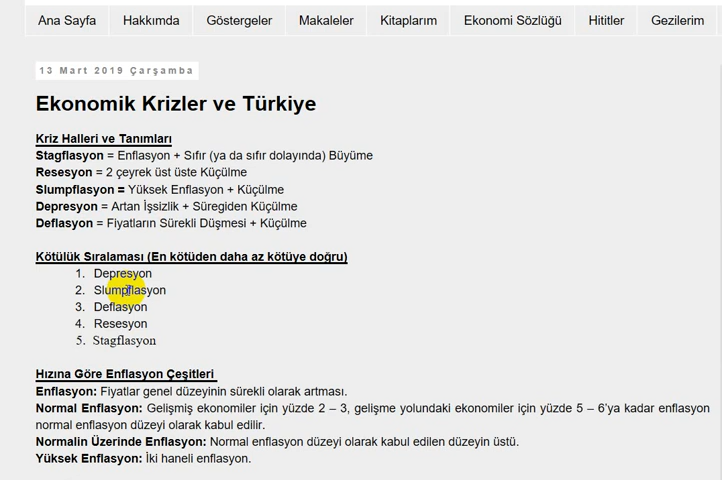 Ana Sayfa Hakkımda Göstergeler Makaleler Kitaplarım Ekonomi Sözlüğü Hititler Gezilerim
13 Mart 2019 Çarşamba
Ekonomik Krizler ve Türkiye
Kriz Halleri ve Tanımları
Stagflasyon = Enflasyon + Sıfır (ya da sıfır dolayında) Büyüme
Resesyon = 2 çeyrek üst üste Küçülme
Slumpflasyon = Yüksek Enflasyon + Küçülme
Depresyon = Artan İşsizlik + Süregiden Küçülme
Deflasyon = Fiyatların Sürekli Düşmesi + Küçülme
Kötülük Sıralaması (En kötüden daha az kötüye doğru)
1. Depresyon
2. Slumpflasyon
3. Deflasyon
4. Resesyon
5. Stagflasyon
Hızına Göre Enflasyon Çeşitleri
Enflasyon: Fiyatlar genel düzeyinin sürekli olarak artması.
Normal Enflasyon: Gelişmiş ekonomiler için yüzde 2 – 3, gelişme yolundaki ekonomiler için yüzde 5 – 6'ya kadar enflasyon
normal enflasyon düzeyi olarak kabul edilir.
Normalin Üzerinde Enflasyon: Normal enflasyon düzeyi olarak kabul edilen düzeyin üstü.
Yüksek Enflasyon: İki haneli enflasyon.